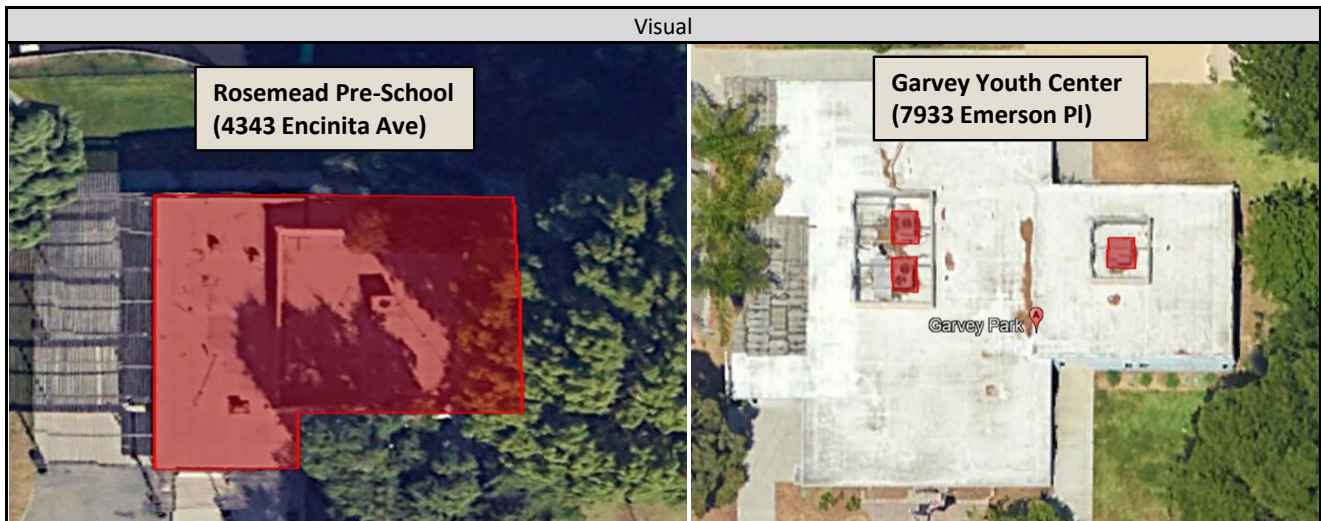 Visual
Rosemead Pre-School
(4343 Encinita Ave)
Garvey Youth Center
(7933 Emerson Pl)
Garvey Park
A